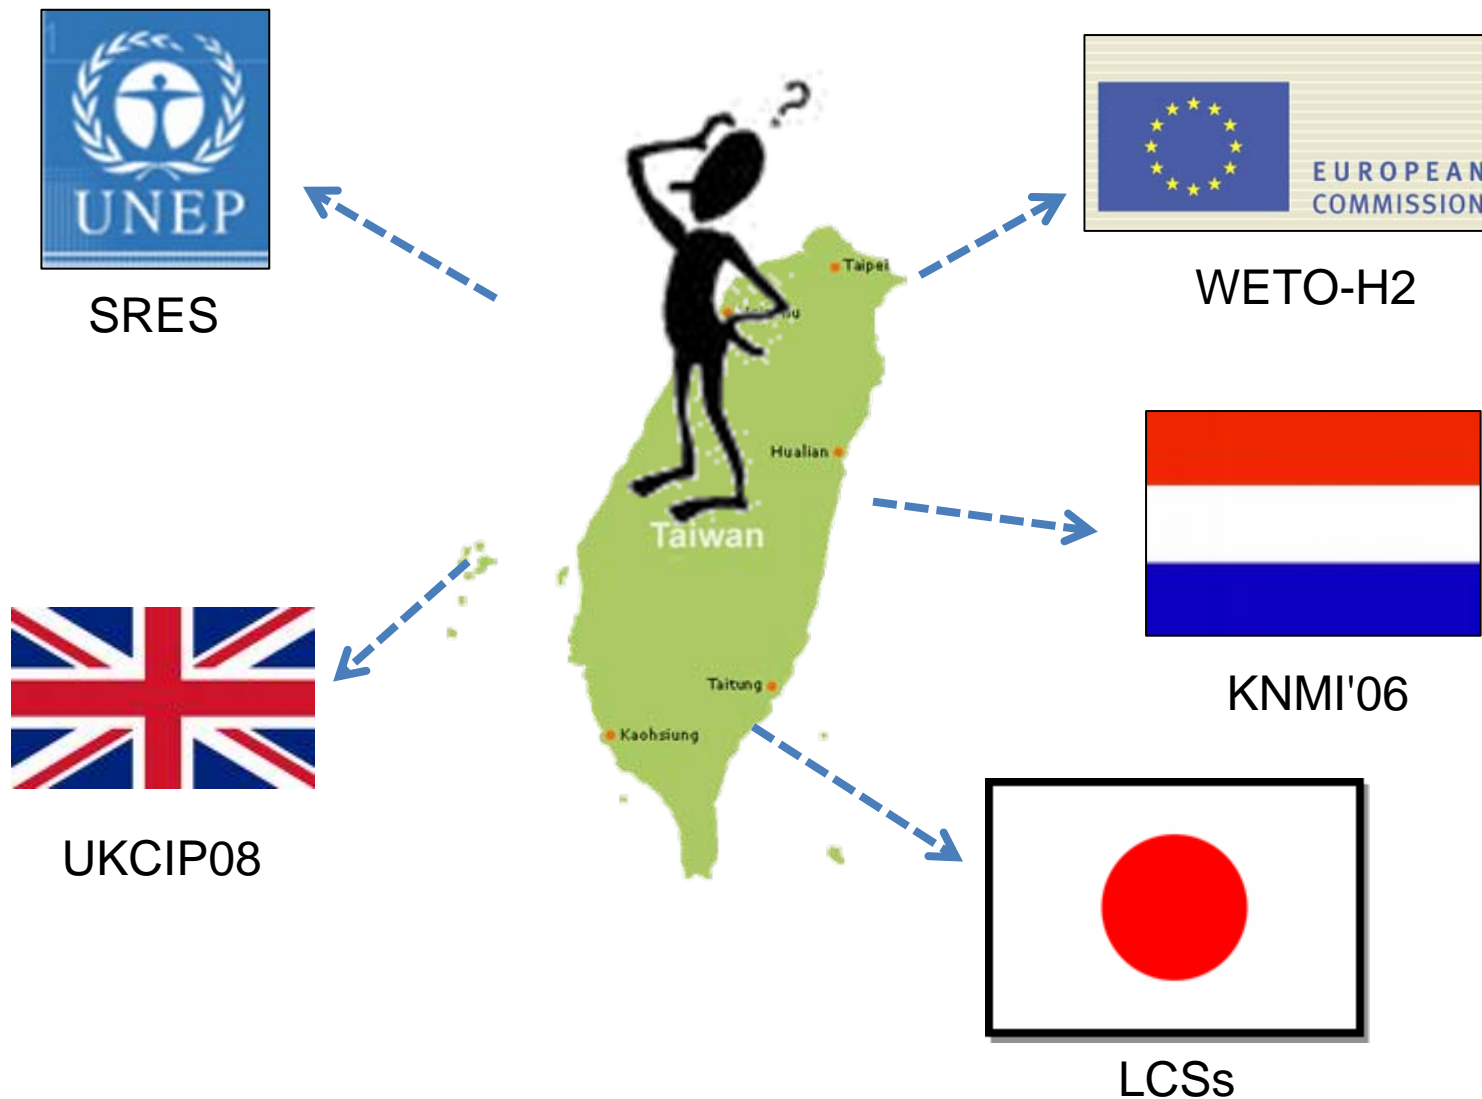 UNEP
SRES
EUROPEAN
COMMISSION
WETO-H2
Taipei
Hualian
Taiwan
KNMI'06
Taitung
Kaohsiung
UKCIP08
LCSs